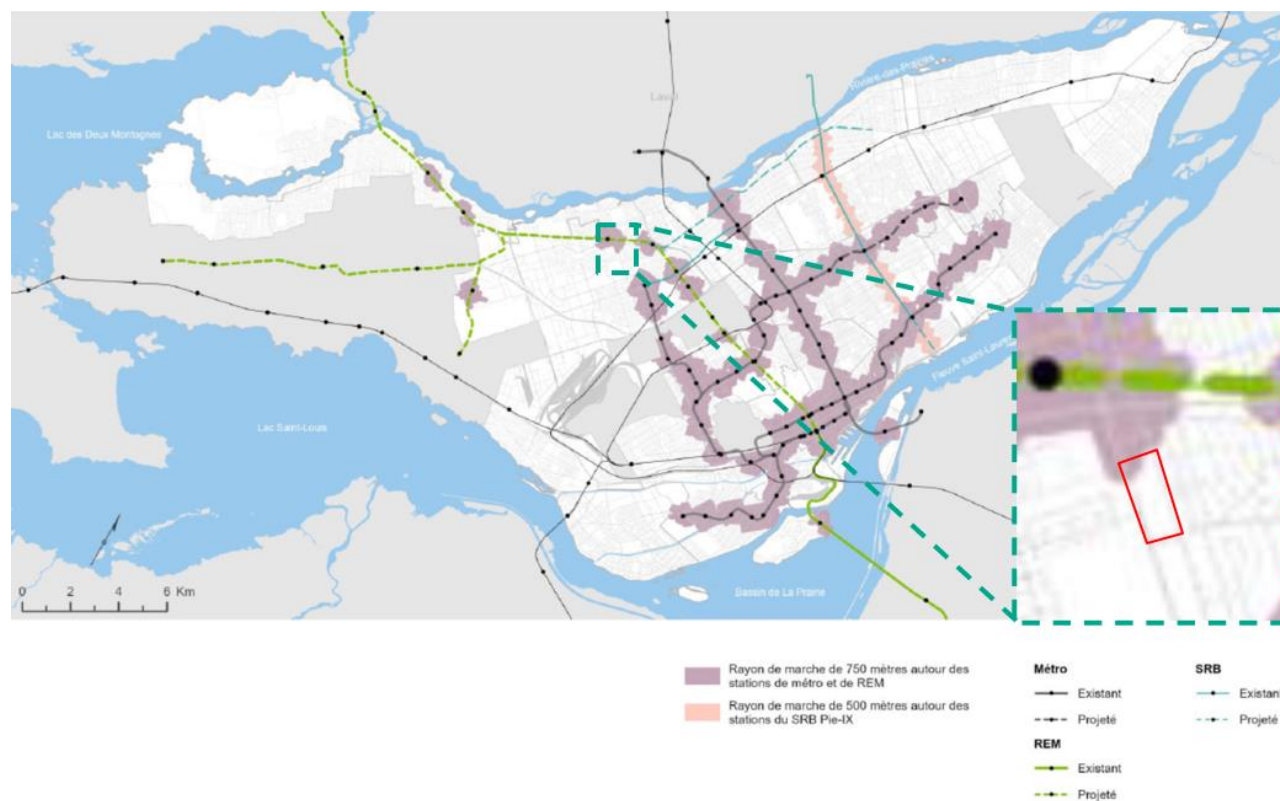 Rivière-des-Prairies
Laval
Lac des Deux Montagnes
Fleuve Saint-Laurent
Lac Saint-Louis
Bassin de La Prairie
0 2 4 6 Km
Rayon de marche de 750 mètres autour des
stations de métro et de REM
Rayon de marche de 500 mètres autour des
stations du SRB Pie-IX
Métro
Existant
Projeté
REM
Existant
Projeté
SRB
Existant
Projeté